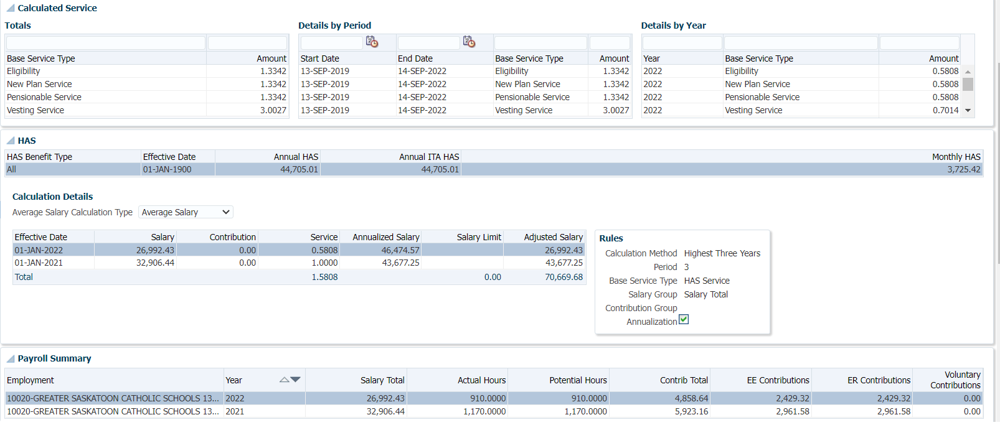 Calculated Service
Totals
Base Service Type Amount
Eligibility 1.3342
New Plan Service 1.3342
Pensionable Service 1.3342
Vesting Service 3.0027
Details by Period
Start Date End Date Base Service Type Amount
13-SEP-2019 14-SEP-2022 Eligibility 1.3342
13-SEP-2019 14-SEP-2022 New Plan Service 1.3342
13-SEP-2019 14-SEP-2022 Pensionable Service 1.3342
13-SEP-2019 14-SEP-2022 Vesting Service 3.0027
Details by Year
Year Base Service Type Amount
2022 Eligibility 0.5808
2022 New Plan Service 0.5808
2022 Pensionable Service 0.5808
2022 Vesting Service 0.7014
HAS
HAS Benefit Type Effective Date Annual HAS Annual ITA HAS Monthly HAS
All 01-JAN-1900 44,705.01 44,705.01 3,725.42
Calculation Details
Average Salary Calculation Type Average Salary
Effective Date Salary Contribution Service Annualized Salary Salary Limit Adjusted Salary
01-JAN-2022 26,992.43 0.00 0.5808 46,474.57 26,992.43
01-JAN-2021 32,906.44 0.00 1.0000 43,677.25 43,677.25
Total 1.5808 0.00 70,669.68
Rules
Calculation Method Highest Three Years
Period 3
Base Service Type HAS Service
Salary Group Salary Total
Contribution Group
Annualization
Payroll Summary
Employment Year Salary Total Actual Hours Potential Hours Contrib Total EE Contributions ER Contributions Voluntary Contributions
10020-GREATER SASKATOON CATHOLIC SCHOOLS 13... 2022 26,992.43 910.0000 910.0000 4,858.64 2,429.32 2,429.32 0.00
10020-GREATER SASKATOON CATHOLIC SCHOOLS 13... 2021 32,906.44 1,170.0000 1,170.0000 5,923.16 2,961.58 2,961.58 0.00